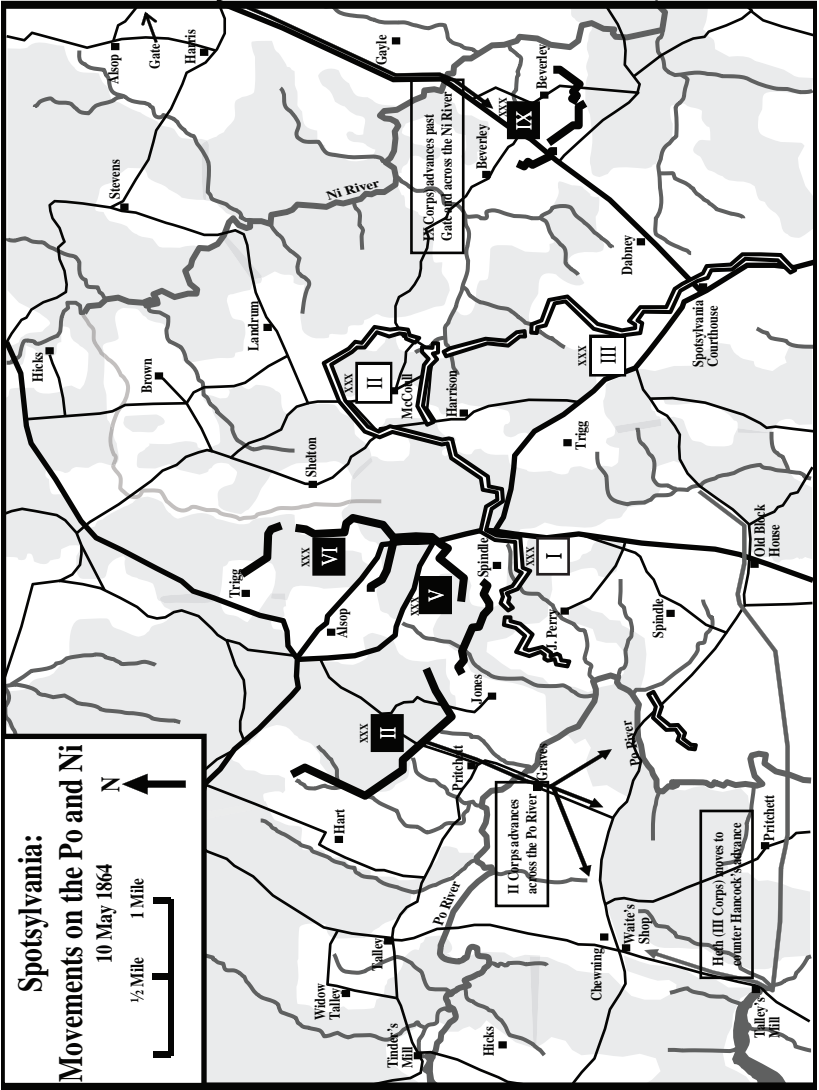 Spotsylvania:
Movements on the Po and Ni
10 May 1864
N
½ Mile
1 Mile
Tinder's
Mill
Widow
Talley
Talley
Hart
Hicks
Po River
II Corps advances
across the Po River
Pritchett
Graves
Chewning
Waite's
Shop
Talley's
Mill
Heth (III Corps) moves to
counter Hancock's advance
Pritchett
Po River
XXX
II
Jones
Alsop
Trigg
XXX
VI
XXX
V
Spindle
XXX
I
J. Perry
Spindle
Old Block
House
Shelton
Hicks
Brown
Landrum
XXX
II
McCoull
Harrison
Trigg
XXX
III
Spotsylvania
Courthouse
Dabney
Stevens
Ni River
IX Corps advances past
Gate and across the Ni River
Beverley
XXX
IX
Beverley
Gayle
Alsop
Gate
Harris